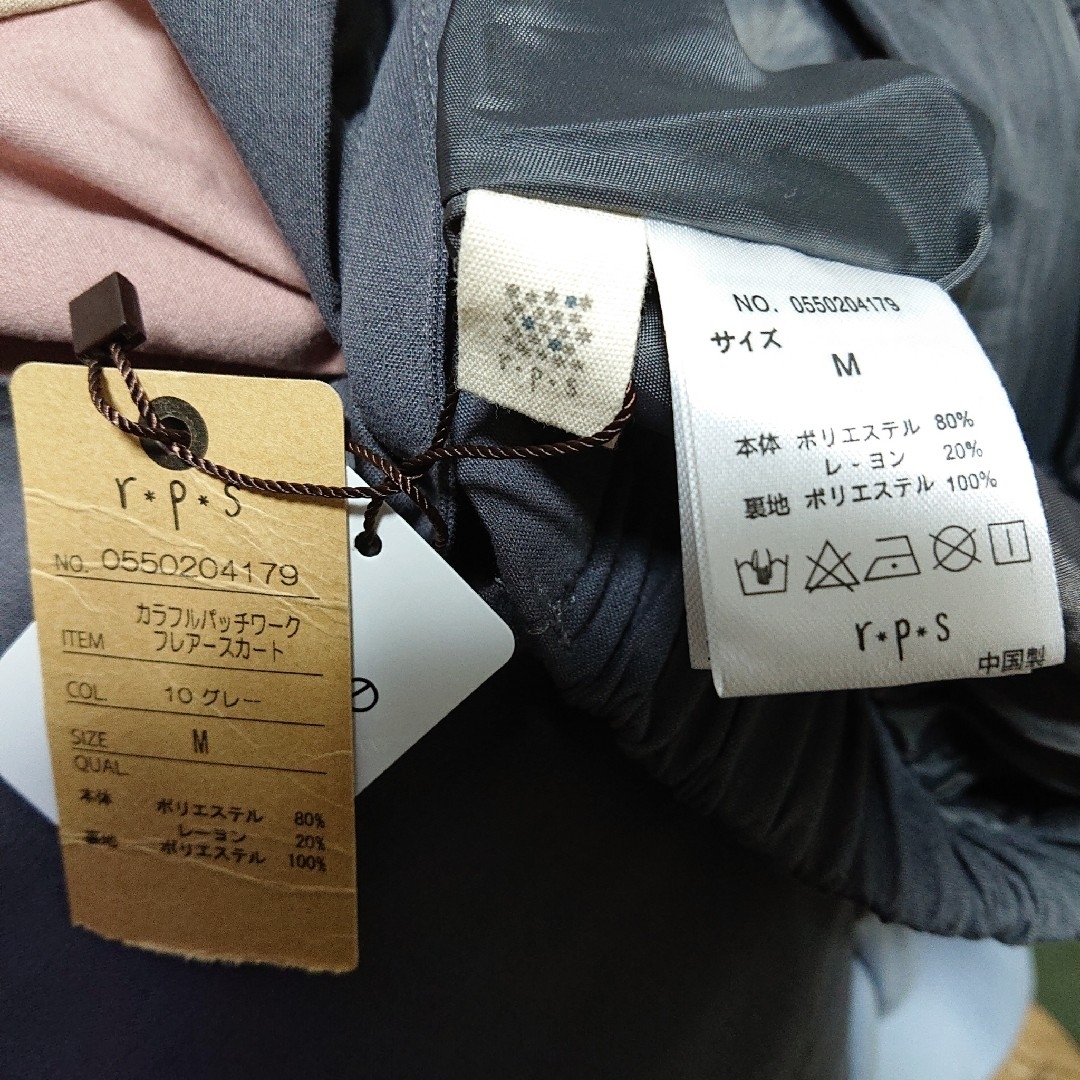 r*p*s
NO. 0550204179
ITEM カラフルパッチワーク
フレアースカート
COL. 10 グレー
SIZE M
QUAL.
本体 ポリエステル 80%
レーヨン 20%
裏地 ポリエステル 100%
r*p*s
NO. 0550204179
サイズ
M
本体 ポリエステル 80%
レーヨン 20%
裏地 ポリエステル 100%
r*p*s
中国製